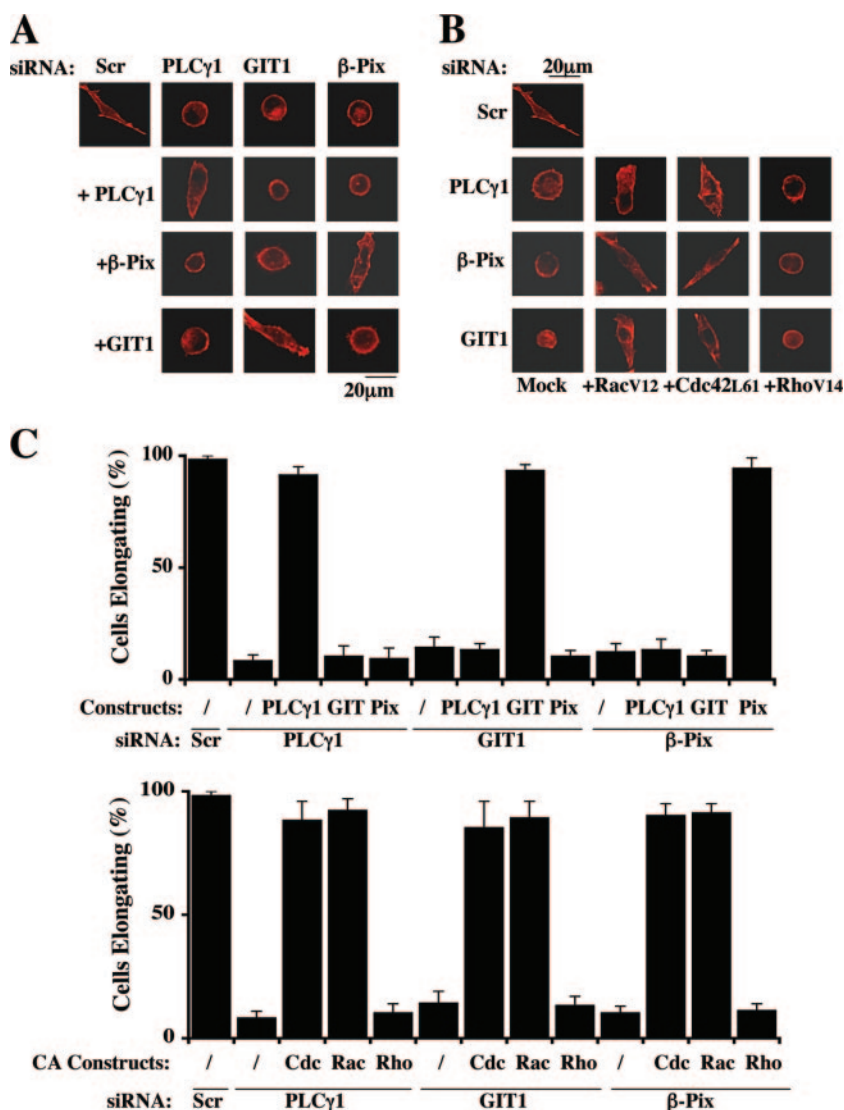 A
siRNA: Scr PLCγ1 GIT1 β-Pix
+ PLCγ1
+β-Pix
+GIT1
20μm
B
siRNA: 20μm
Scr
PLCγ1
β-Pix
GIT1
Mock +RacV12 +Cdc42L61 +RhoV14
C
Cells Elongating (%)
100
50
0
Constructs: / / PLCγ1 GIT Pix / PLCγ1 GIT Pix / PLCγ1 GIT Pix
siRNA: Scr PLCγ1 GIT1 β-Pix
Cells Elongating (%)
100
50
0
CA Constructs: / / Cdc Rac Rho / Cdc Rac Rho / Cdc Rac Rho
siRNA: Scr PLCγ1 GIT1 β-Pix